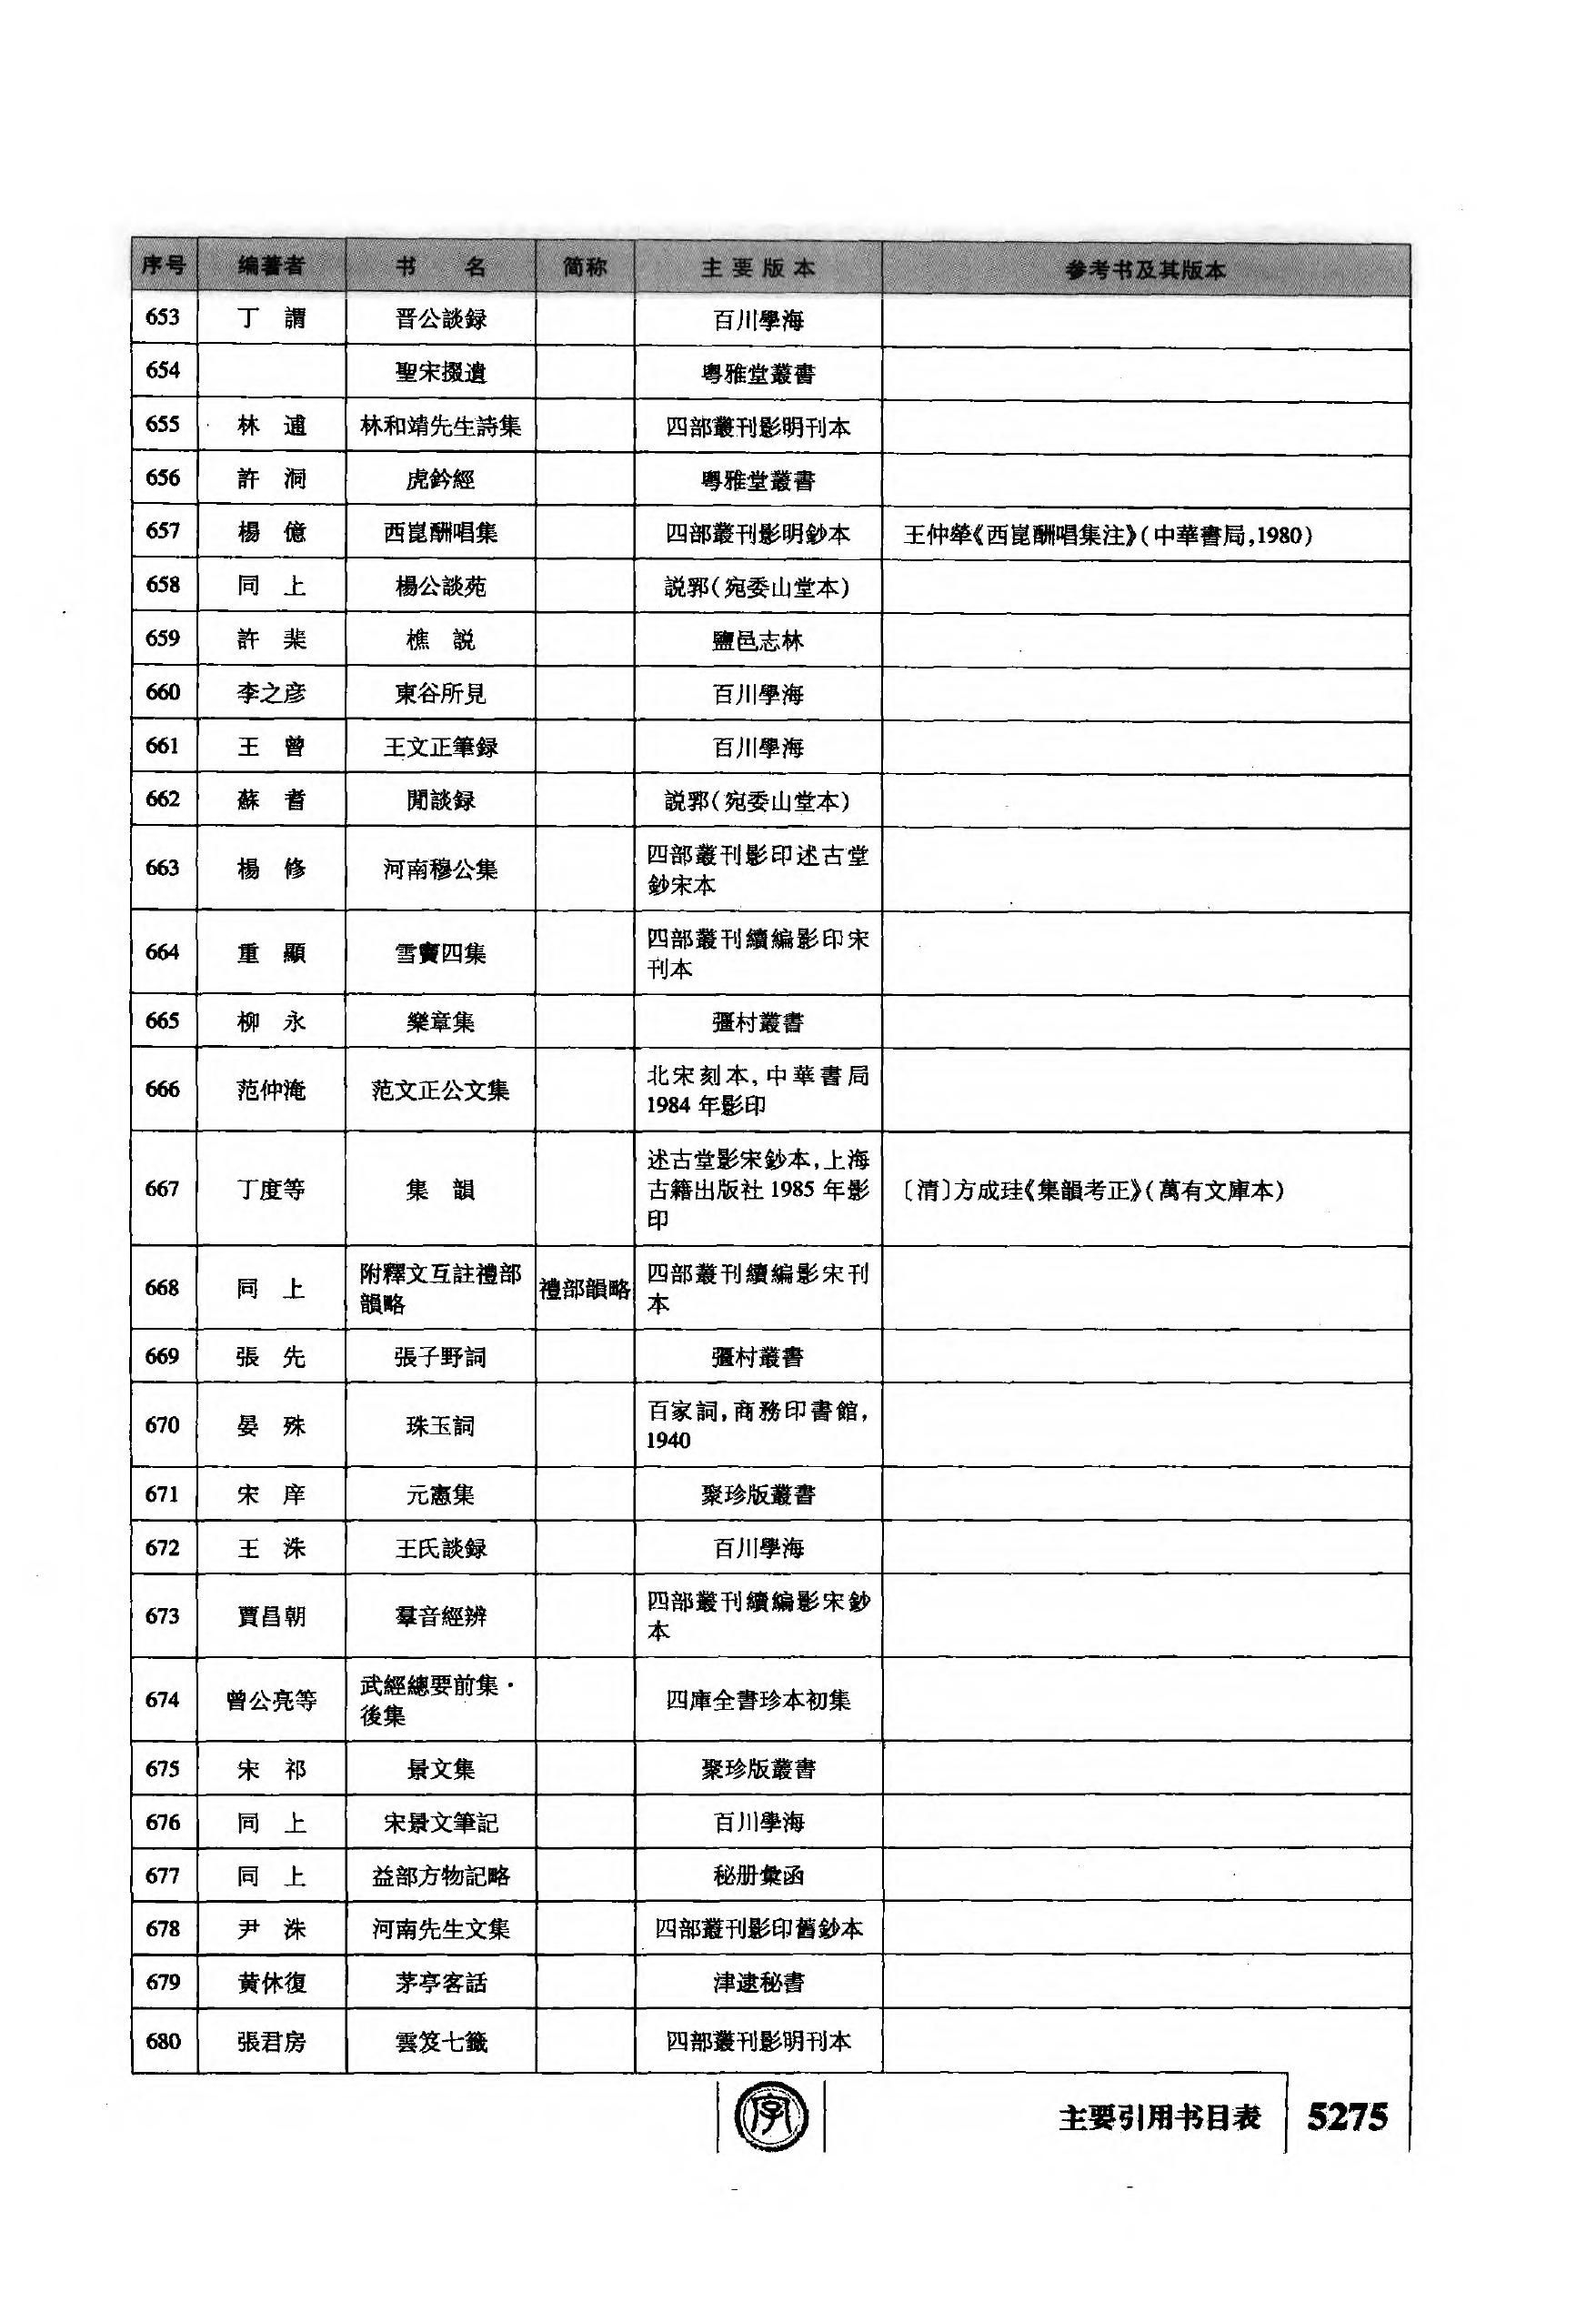 序号 编著者 书 名 简称 主要版本 参考书及其版本
653 丁 謂 晋公談録 百川學海
654 聖宋掇遺 粤雅堂叢書
655 林 逋 林和靖先生詩集 四部叢刊影明刊本
656 許 洞 虎鈐經 粤雅堂叢書
657 楊 億 西崑酬唱集 四部叢刊影明鈔本 王仲犖《西崑酬唱集注》(中華書局,1980)
658 同 上 楊公談苑 説郛(宛委山堂本)
659 許 棐 樵 説 鹽邑志林
660 李之彦 東谷所見 百川學海
661 王 曾 王文正筆録 百川學海
662 蘇 耆 閒談録 説郛(宛委山堂本)
663 楊 修 河南穆公集 四部叢刊影印述古堂
鈔宋本
664 重 顯 雪竇四集 四部叢刊續編影印宋
刊本
665 柳 永 樂章集 彊村叢書
666 范仲淹 范文正公文集 北宋刻本,中華書局
1984年影印
667 丁度等 集 韻 述古堂影宋鈔本,上海
古籍出版社1985年影
印
〔清〕方成珪《集韻考正》(萬有文庫本)
668 同 上 附釋文互註禮部
韻略
禮部韻略 四部叢刊續編影宋刊
本
669 張 先 張子野詞 彊村叢書
670 晏 殊 珠玉詞 百家詞,商務印書館,
1940
671 宋 庠 元憲集 聚珍版叢書
672 王 洙 王氏談録 百川學海
673 賈昌朝 羣音經辨 四部叢刊續編影宋鈔
本
674 曾公亮等 武經總要前集·
後集
四庫全書珍本初集
675 宋 祁 景文集 聚珍版叢書
676 同 上 宋景文筆記 百川學海
677 同 上 益部方物記略 秘册彙函
678 尹 洙 河南先生文集 四部叢刊影印舊鈔本
679 黄休復 茅亭客話 津逮秘書
680 張君房 雲笈七籤 四部叢刊影明刊本
字
主要引用书目表 5275